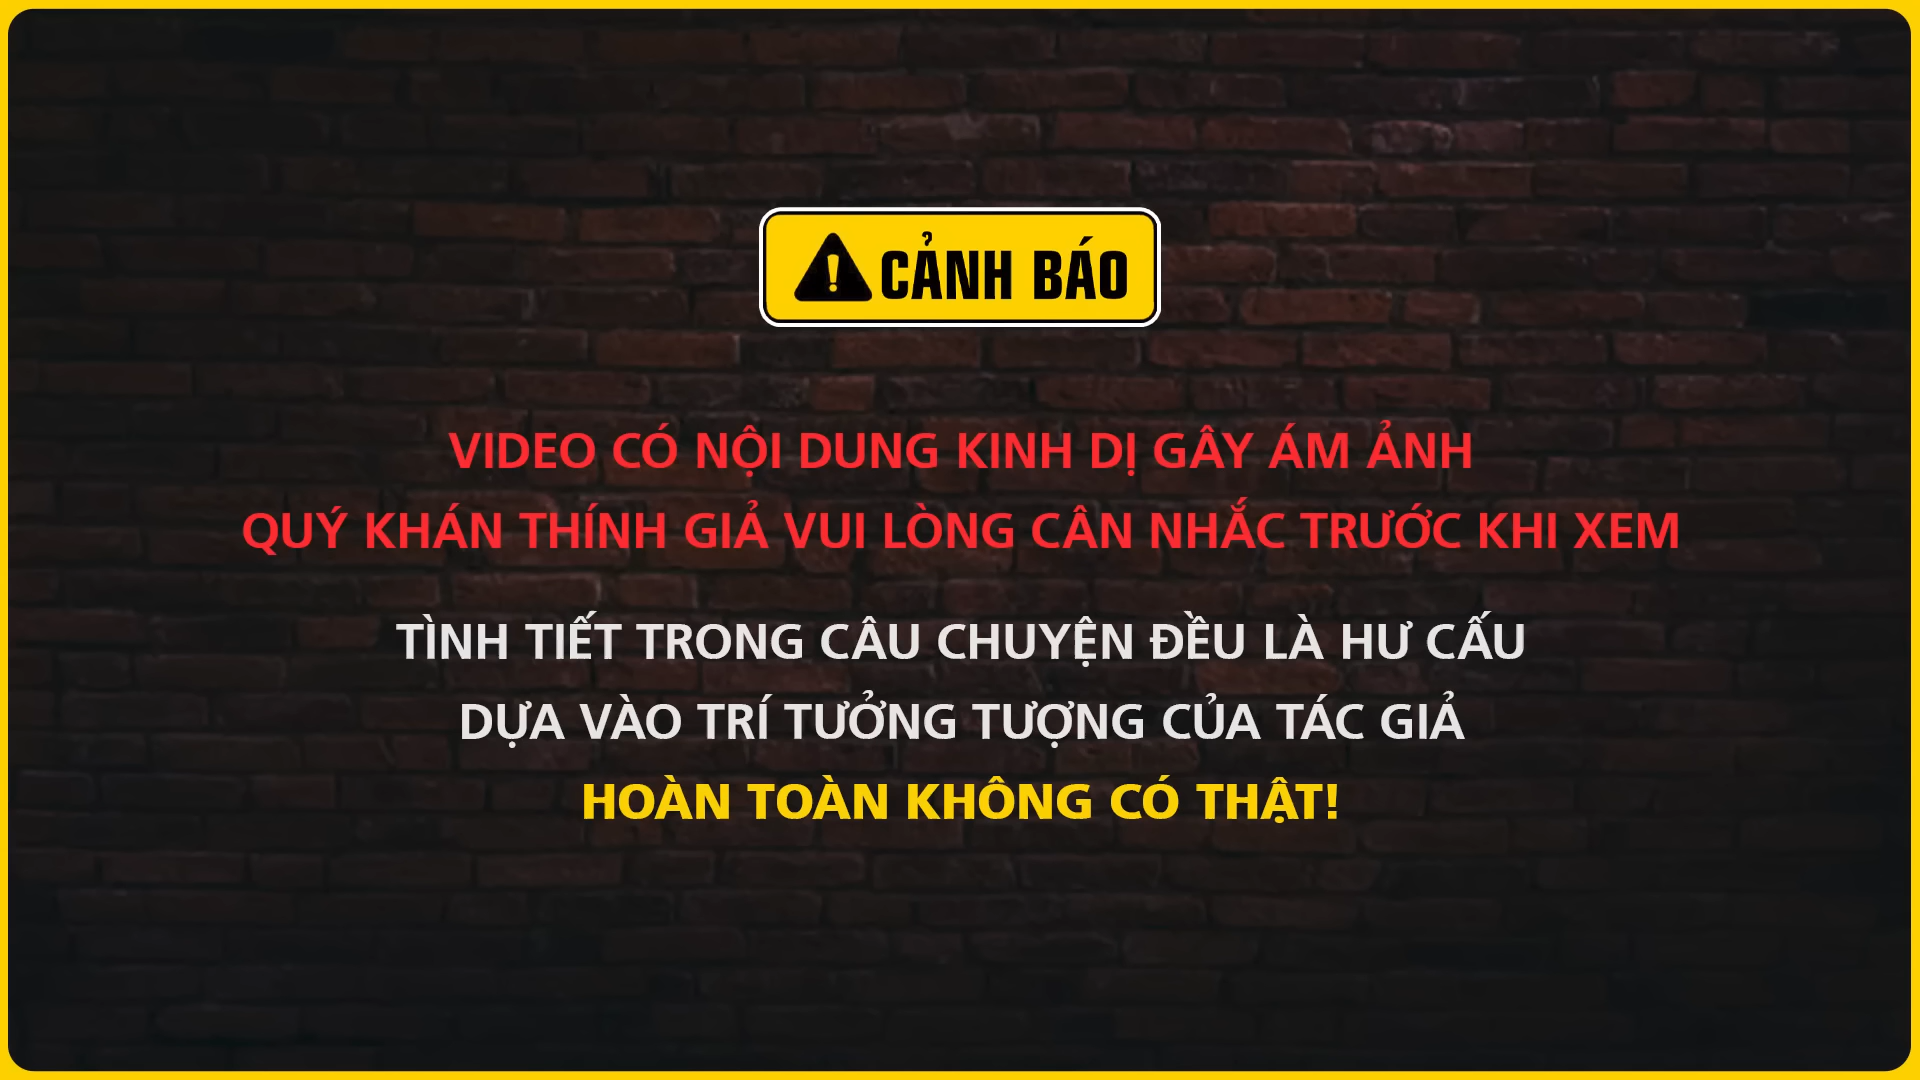 CẢNH BÁO
VIDEO CÓ NỘI DUNG KINH DỊ GÂY ÁM ẢNH
QUÝ KHÁN THÍNH GIẢ VUI LÒNG CÂN NHẮC TRƯỚC KHI XEM
TÌNH TIẾT TRONG CÂU CHUYỆN ĐỀU LÀ HƯ CẤU
DỰA VÀO TRÍ TƯỞNG TƯỢNG CỦA TÁC GIẢ
HOÀN TOÀN KHÔNG CÓ THẬT!